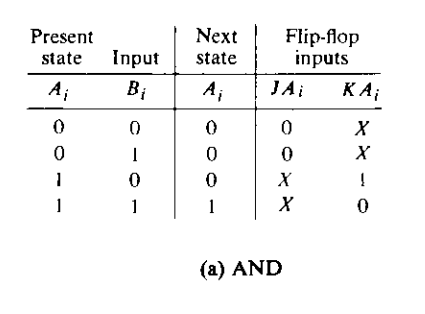 Present Next Flip-flop
state Input state inputs
A_i B_i A_i JA_i KA_i
0 0 0 0 X
0 1 0 0 X
1 0 0 X 1
1 1 1 X 0
(a) AND